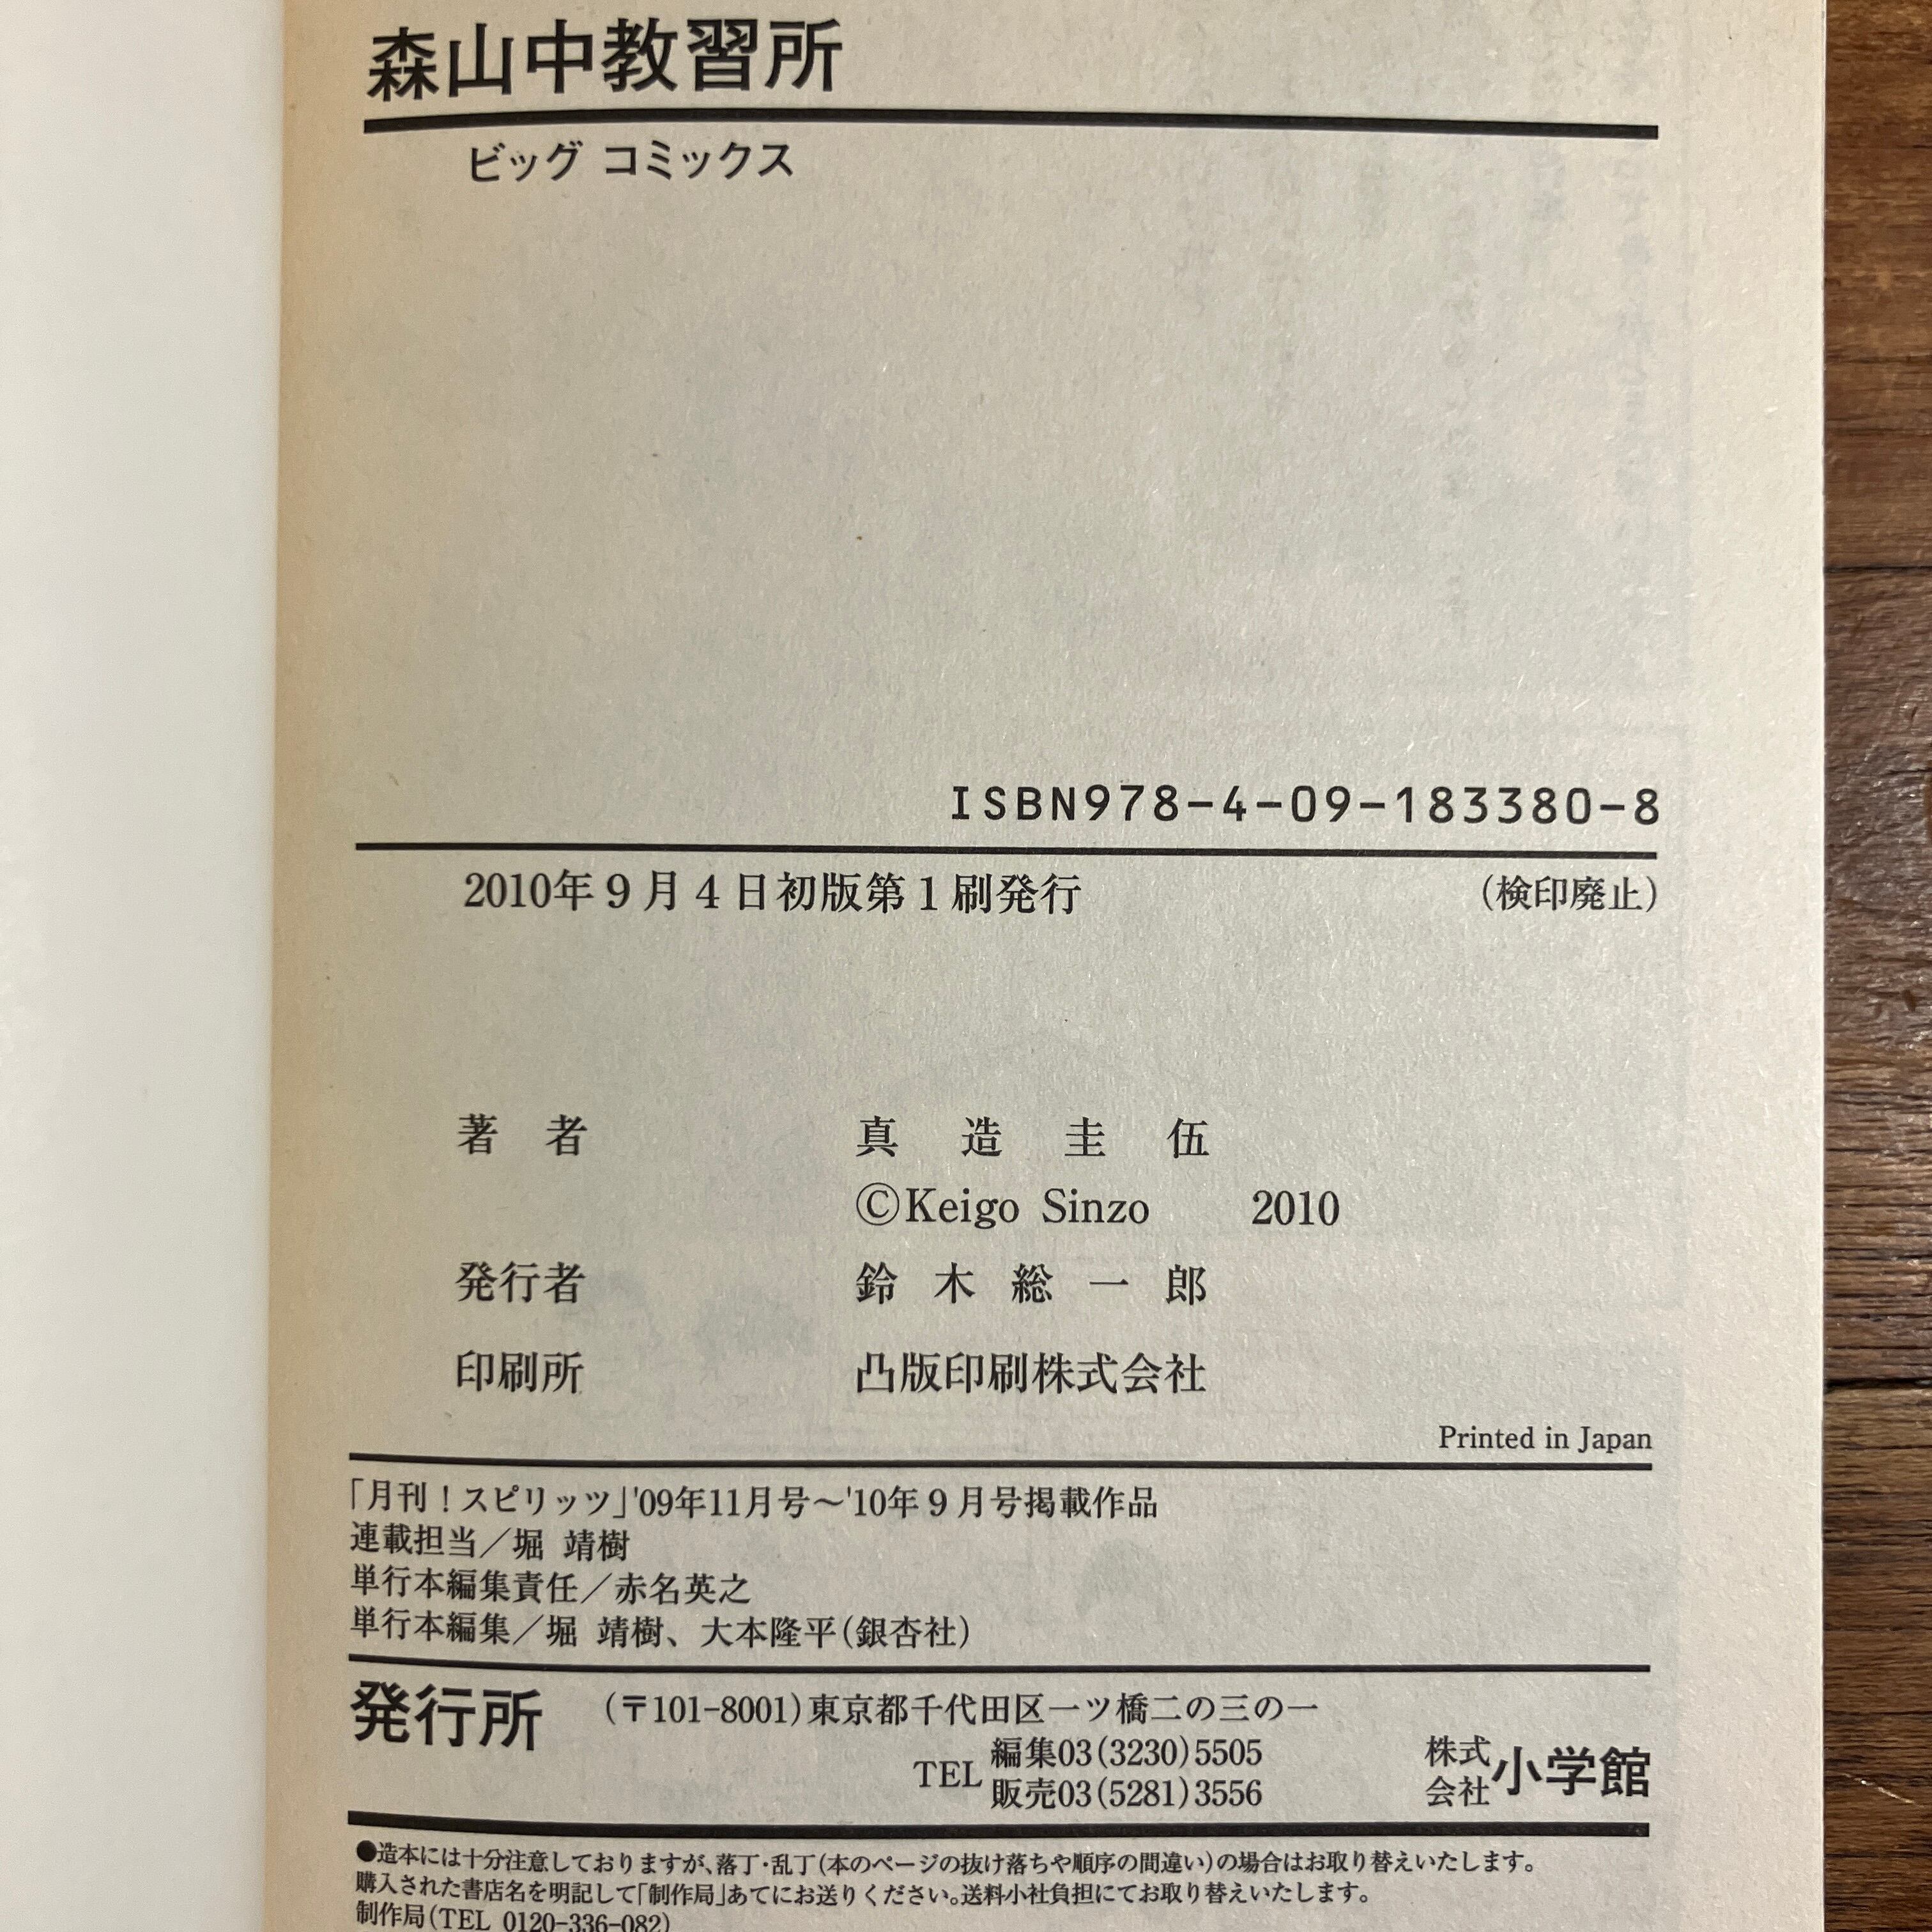 森山中教習所
ビッグ コミックス
ISBN978-4-09-183380-8
2010年9月4日初版第1刷発行 (検印廃止)
著 者 真 造 圭 伍
©Keigo Sinzo 2010
発行者 鈴 木 総 一 郎
印刷所 凸版印刷株式会社
Printed in Japan
「月刊！スピリッツ」'09年11月号〜'10年9月号掲載作品
連載担当／堀 靖樹
単行本編集責任／赤名英之
単行本編集／堀 靖樹、大本隆平(銀杏社)
発行所 (〒101-8001)東京都千代田区一ツ橋二の三の一
TEL 編集03(3230)5505
販売03(5281)3556
株式会社 小学館
●造本には十分注意しておりますが、落丁・乱丁(本のページの抜け落ちや順序の間違い)の場合はお取り替えいたします。
購入された書店名を明記して「制作局」あてにお送りください。送料小社負担にてお取り替えいたします。
制作局(TEL 0120-336-082)